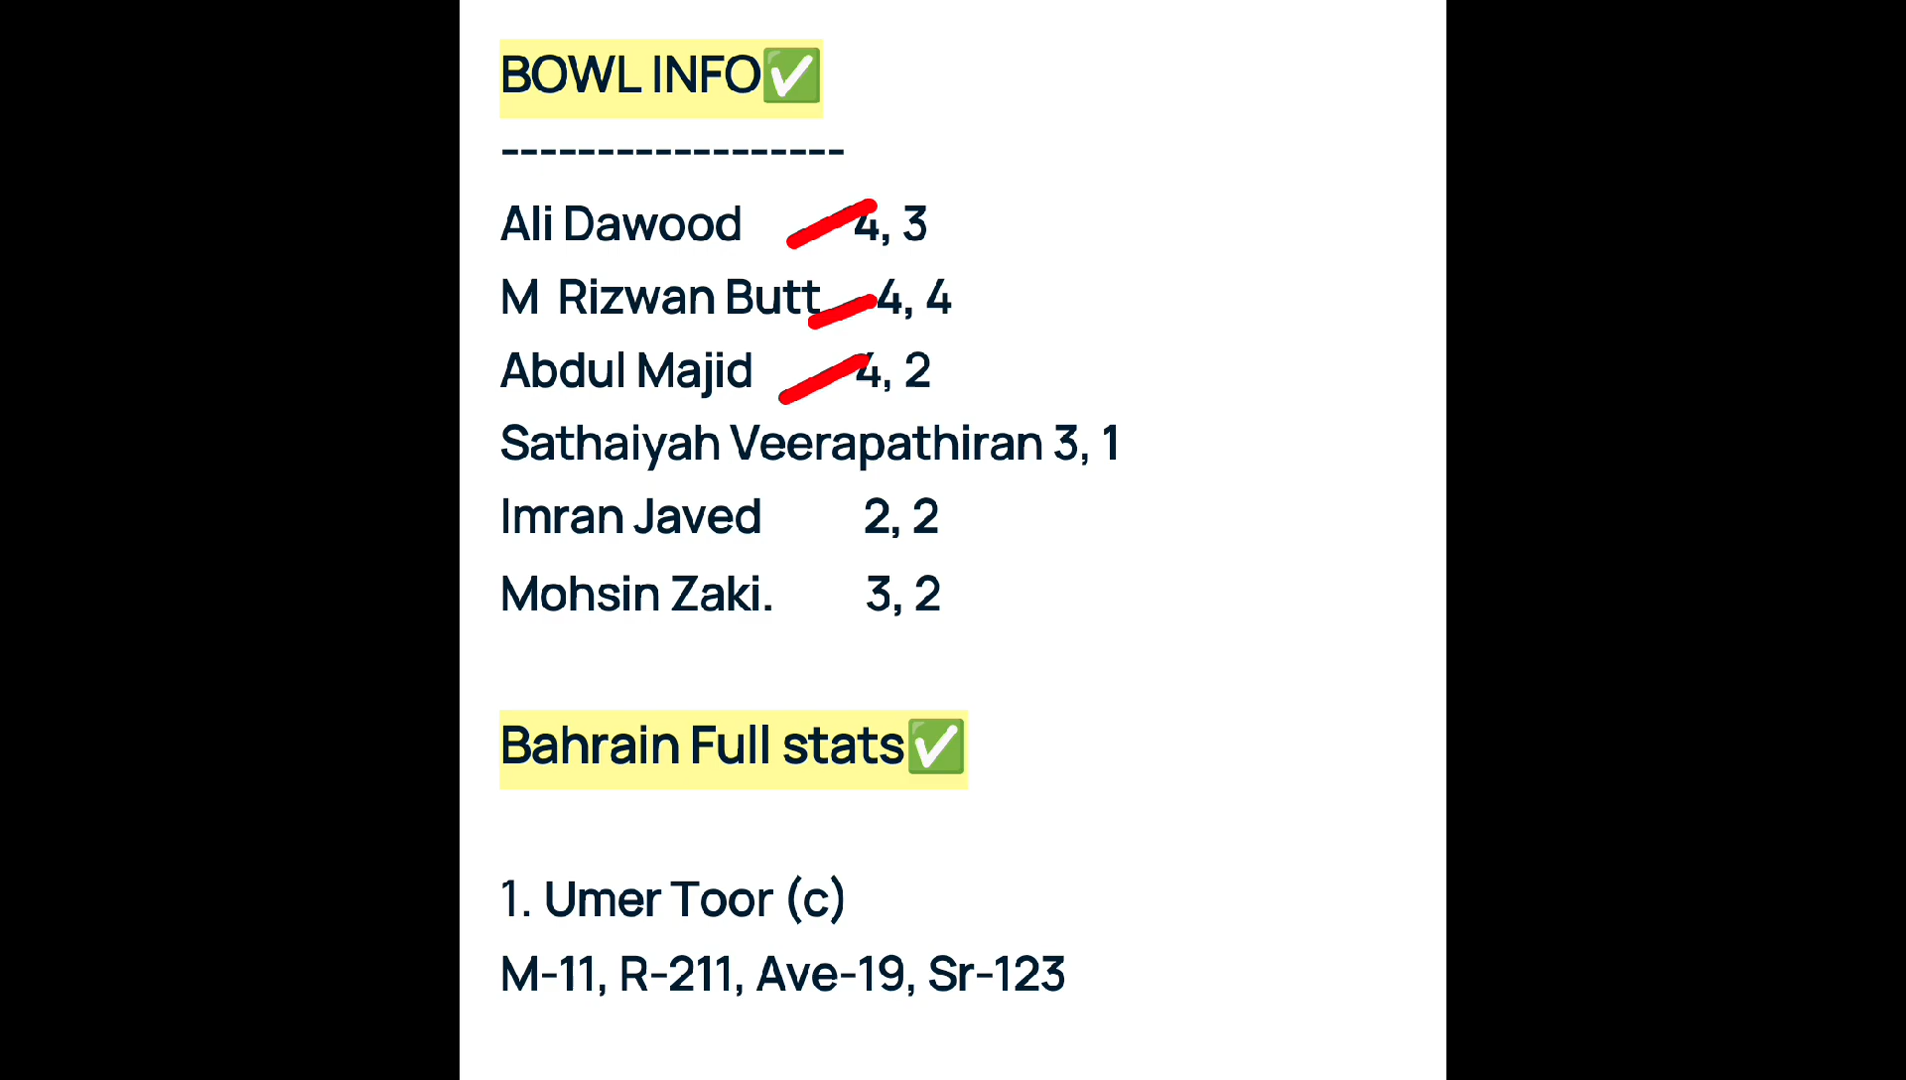 BOWL INFO✅
------------------
Ali Dawood 4, 3
M Rizwan Butt 4, 4
Abdul Majid 4, 2
Sathaiyah Veerapathiran 3, 1
Imran Javed 2, 2
Mohsin Zaki. 3, 2
Bahrain Full stats✅
1. Umer Toor (c)
M-11, R-211, Ave-19, Sr-123